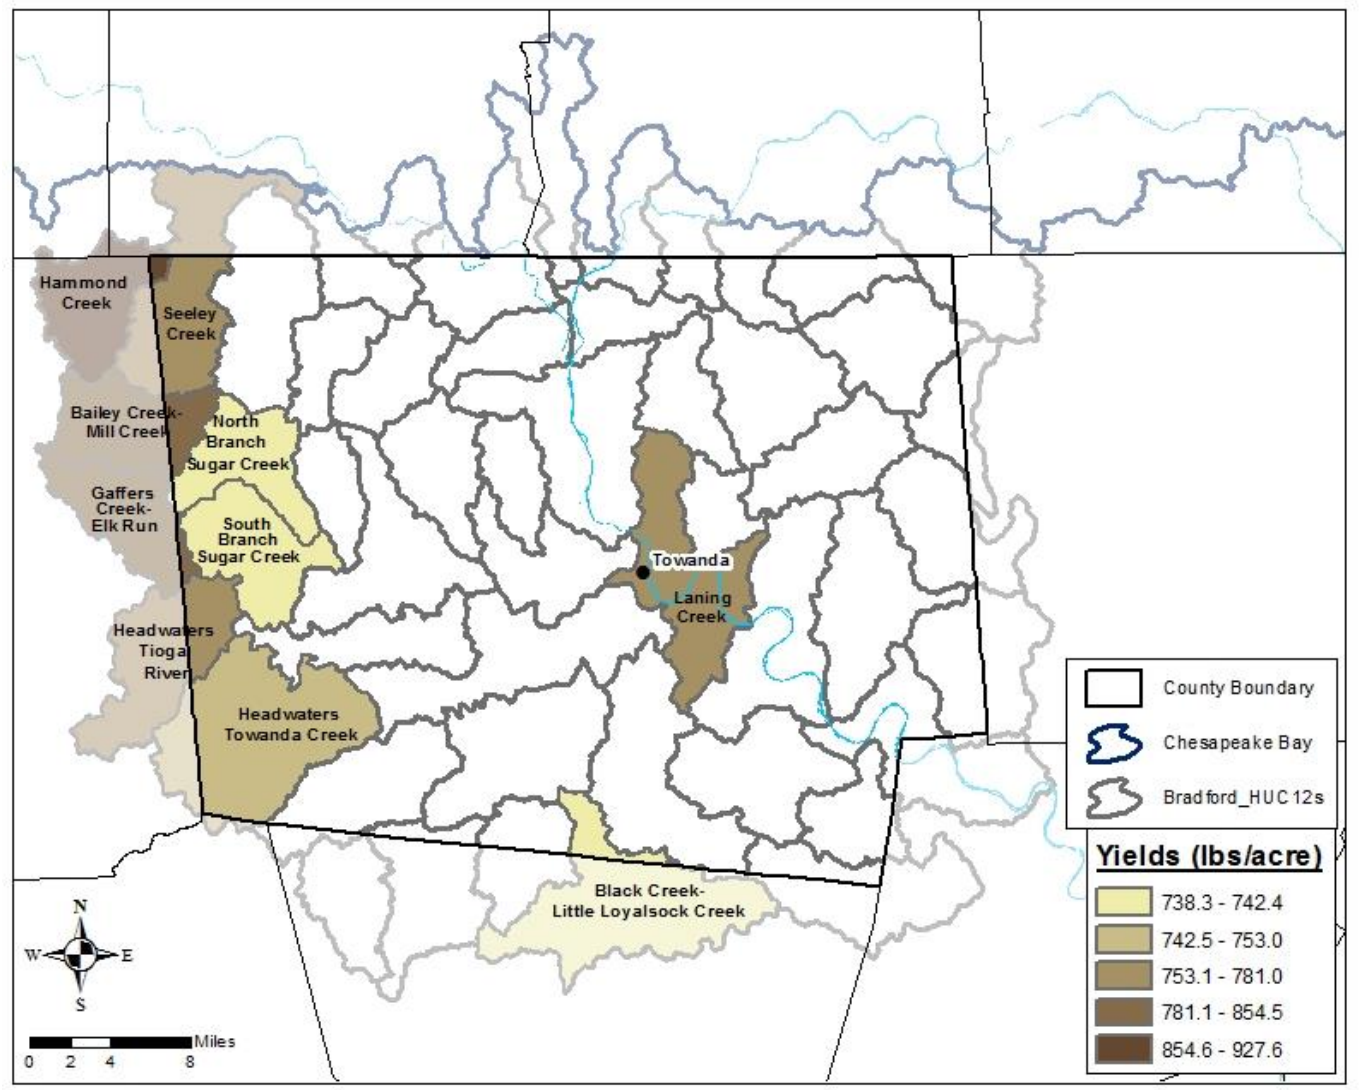 Hammond
Creek
Seeley
Creek
Bailey Creek-
Mill Creek
North
Branch
Sugar Creek
Gaffers
Creek-
Elk Run
South
Branch
Sugar Creek
Towanda
Laning
Creek
Headwaters
Tioga
River
Headwaters
Towanda Creek
Black Creek-
Little Loyalsock Creek
County Boundary
Chesapeake Bay
Bradford_HUC12s
Yields (lbs/acre)
738.3 - 742.4
742.5 - 753.0
753.1 - 781.0
781.1 - 854.5
854.6 - 927.6
N
W E
S
Miles
0 2 4 8